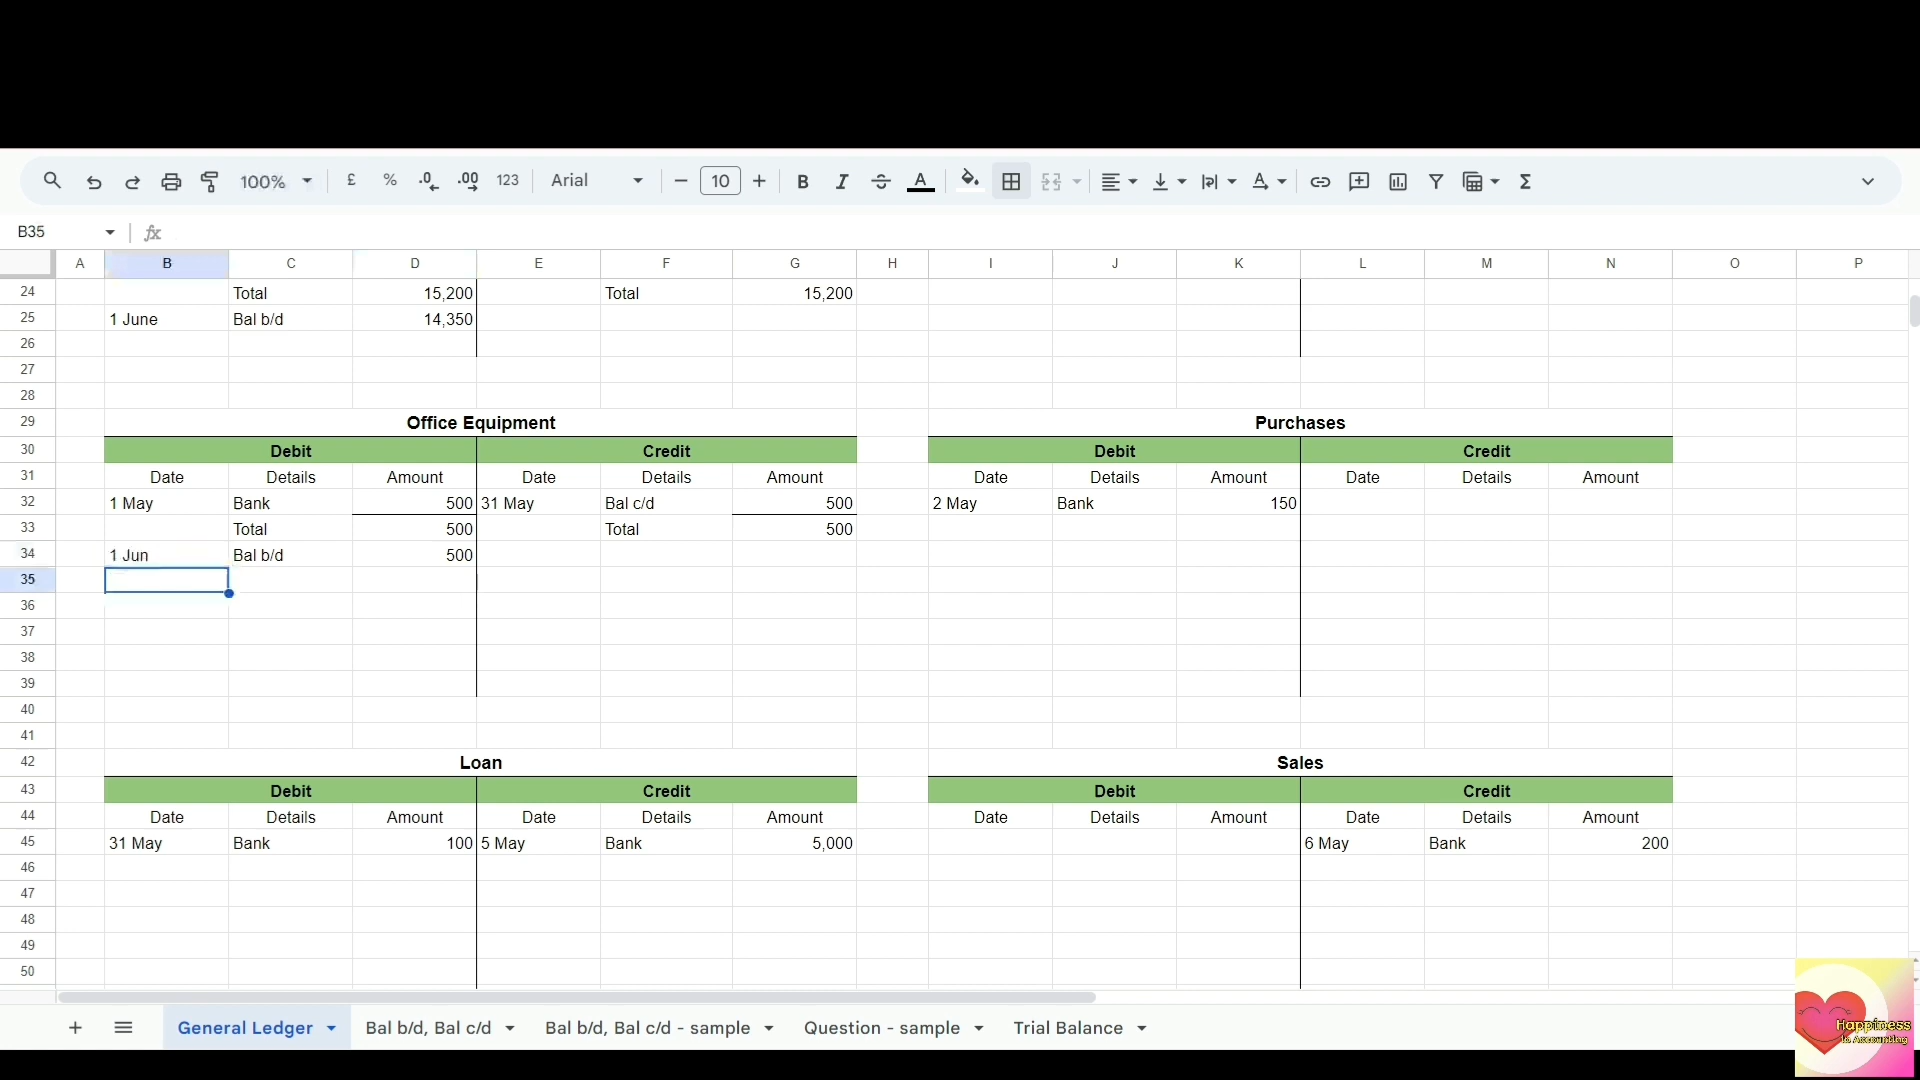 100% £ % .0 .00 123 Arial 10 B I A
B35 fx
A B C D E F G H I J K L M N O P
24 Total 15,200 Total 15,200
25 1 June Bal b/d 14,350
26
27
28
29 Office Equipment Purchases
30 Debit Credit Debit Credit
31 Date Details Amount Date Details Amount Date Details Amount Date Details Amount
32 1 May Bank 500 31 May Bal c/d 500 2 May Bank 150
33 Total 500 Total 500
34 1 Jun Bal b/d 500
35
36
37
38
39
40
41
42 Loan Sales
43 Debit Credit Debit Credit
44 Date Details Amount Date Details Amount Date Details Amount Date Details Amount
45 31 May Bank 100 5 May Bank 5,000 6 May Bank 200
46
47
48
49
50
General Ledger Bal b/d, Bal c/d Bal b/d, Bal c/d - sample Question - sample Trial Balance
Happiness
in Accounting